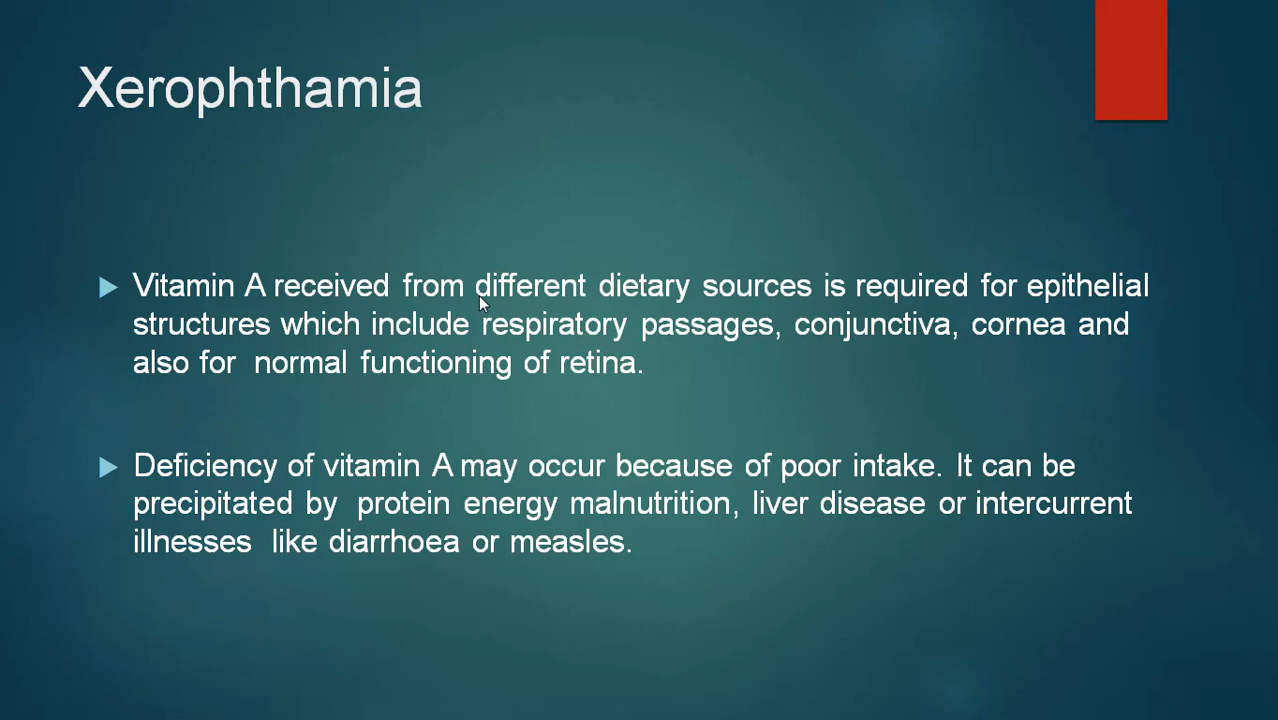 Xerophthamia
Vitamin A received from different dietary sources is required for epithelial
structures which include respiratory passages, conjunctiva, cornea and
also for normal functioning of retina.
Deficiency of vitamin A may occur because of poor intake. It can be
precipitated by protein energy malnutrition, liver disease or intercurrent
illnesses like diarrhoea or measles.